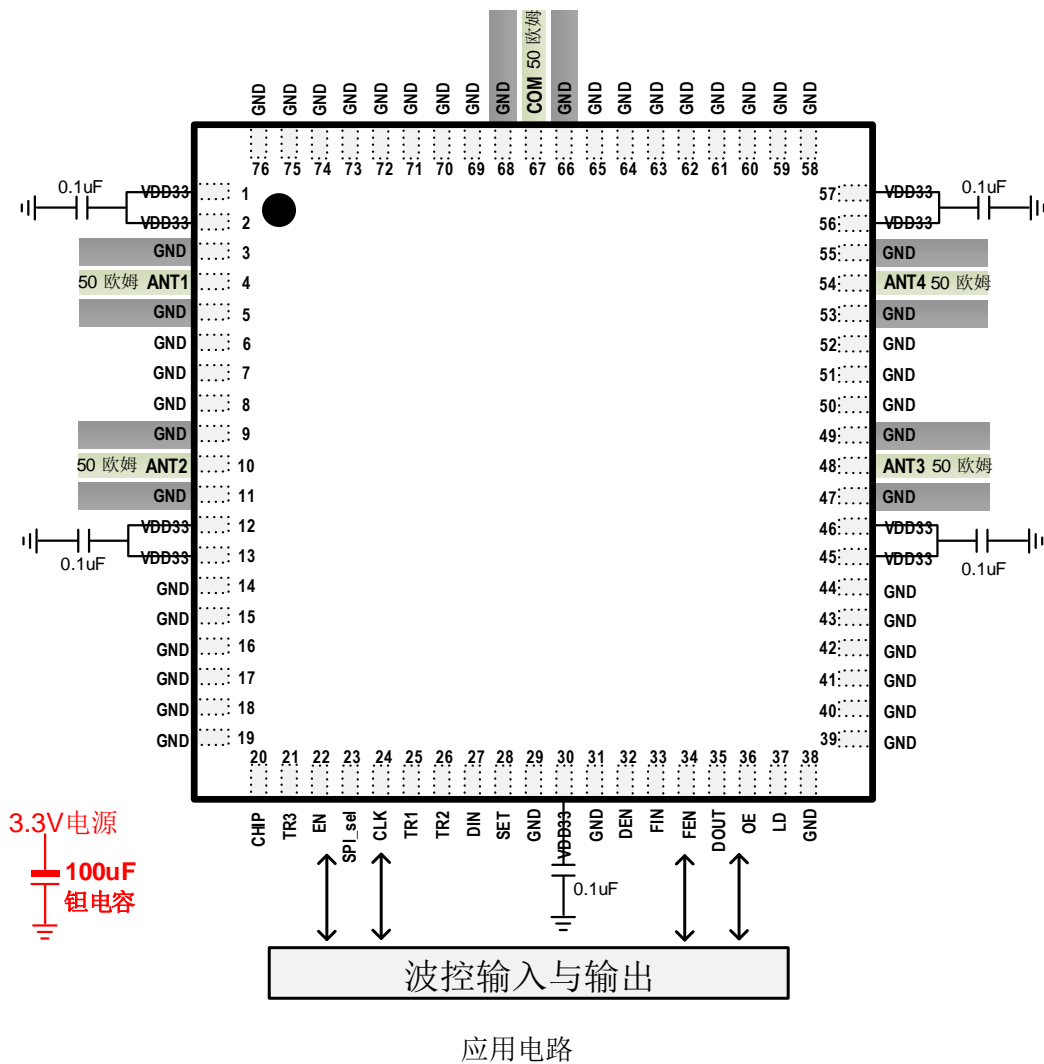 GND GND GND GND GND GND GND GND GND COM 50 欧姆 GND GND GND GND GND GND GND GND GND
76 75 74 73 72 71 70 69 68 67 66 65 64 63 62 61 60 59 58
0.1uF VDD33 1
VDD33 2
GND 3
50 欧姆 ANT1 4
GND 5
GND 6
GND 7
GND 8
GND 9
50 欧姆 ANT2 10
GND 11
VDD33 12
0.1uF VDD33 13
GND 14
GND 15
GND 16
GND 17
GND 18
GND 19
57 VDD33 0.1uF
56 VDD33
55 GND
54 ANT4 50 欧姆
53 GND
52 GND
51 GND
50 GND
49 GND
48 ANT3 50 欧姆
47 GND
46 VDD33
45 VDD33 0.1uF
44 GND
43 GND
42 GND
41 GND
40 GND
39 GND
20 21 22 23 24 25 26 27 28 29 30 31 32 33 34 35 36 37 38
CHIP TR3 EN SPI_sel CLK TR1 TR2 DIN SET GND VDD33 GND DEN FIN FEN DOUT OE LD GND
3.3V电源
100uF
钽电容
0.1uF
波控输入与输出
应用电路